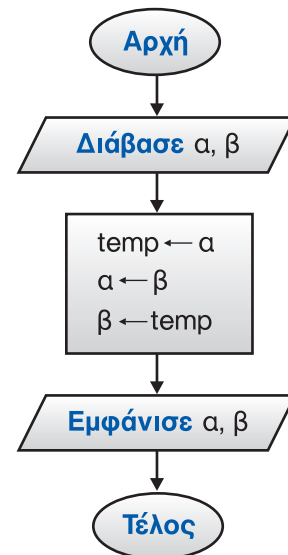 Αρχή
Διάβασε α, β
temp ← α
α ← β
β ← temp
Εμφάνισε α, β
Τέλος